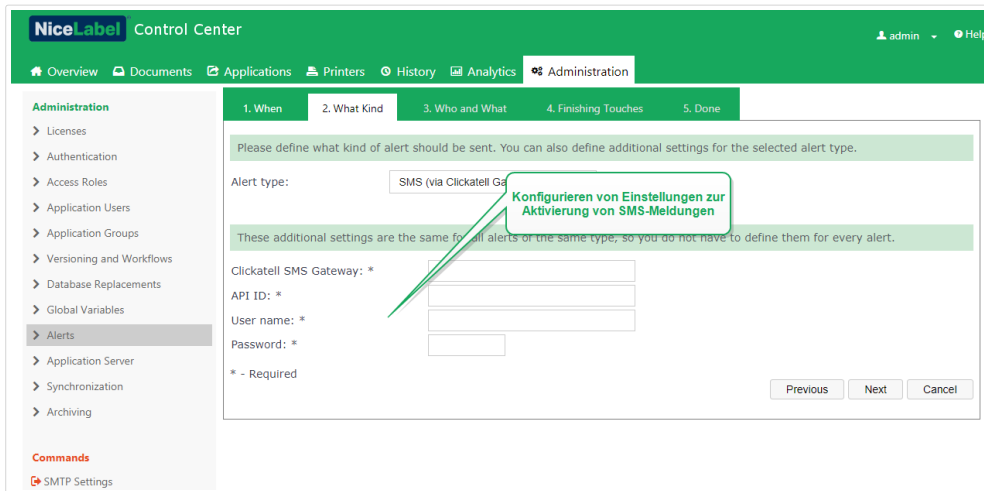 NiceLabel Control Center
admin
Help
Overview Documents Applications Printers History Analytics Administration
Administration
Licenses
Authentication
Access Roles
Application Users
Application Groups
Versioning and Workflows
Database Replacements
Global Variables
Alerts
Application Server
Synchronization
Archiving
Commands
SMTP Settings
1. When 2. What Kind 3. Who and What 4. Finishing Touches 5. Done
Please define what kind of alert should be sent. You can also define additional settings for the selected alert type.
Alert type: SMS (via Clickatell
Konfigurieren von Einstellungen zur
Aktivierung von SMS-Meldungen
These additional settings are the same for all alerts of the same type, so you do not have to define them for every alert.
Clickatell SMS Gateway: *
API ID: *
User name: *
Password: *
* - Required
Previous Next Cancel